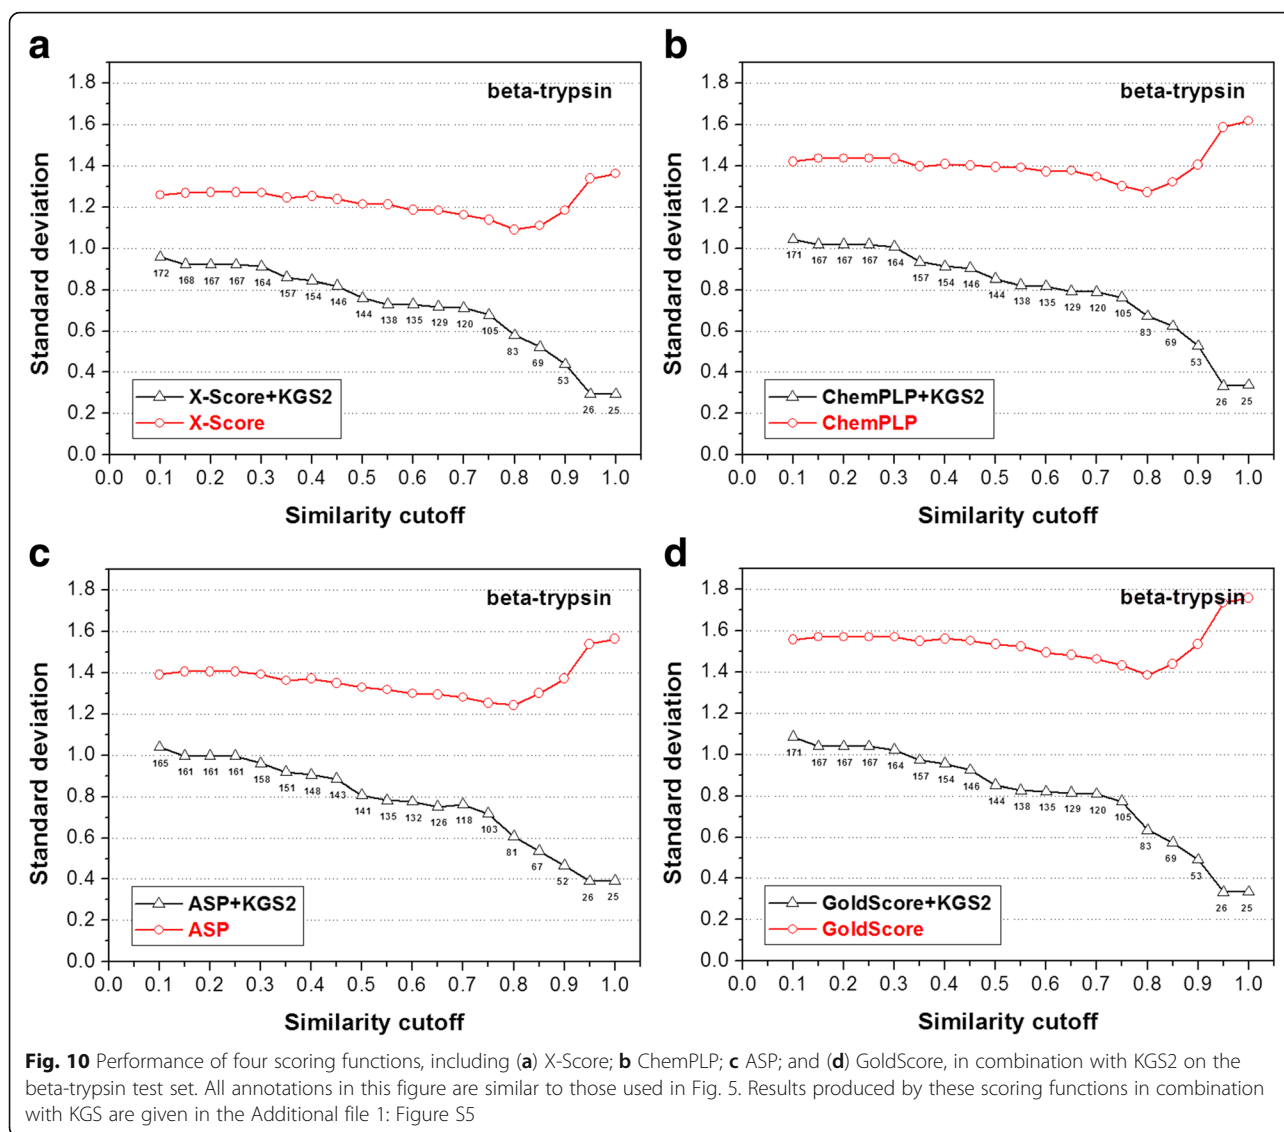 a
beta-trypsin
Standard deviation
1.8
1.6
1.4
1.2
1.0
0.8
0.6
0.4
0.2
0.0
172 168 167 167 164 157 154 146 144 138 135 129 120 105 83 69 53 26 25
X-Score+KGS2
X-Score
0.0 0.1 0.2 0.3 0.4 0.5 0.6 0.7 0.8 0.9 1.0
Similarity cutoff
b
beta-trypsin
Standard deviation
1.8
1.6
1.4
1.2
1.0
0.8
0.6
0.4
0.2
0.0
171 167 167 167 164 157 154 146 144 138 135 129 120 105 83 69 53 26 25
ChemPLP+KGS2
ChemPLP
0.0 0.1 0.2 0.3 0.4 0.5 0.6 0.7 0.8 0.9 1.0
Similarity cutoff
c
beta-trypsin
Standard deviation
1.8
1.6
1.4
1.2
1.0
0.8
0.6
0.4
0.2
0.0
165 161 161 161 158 151 148 143 141 135 132 126 118 103 81 67 52 26 25
ASP+KGS2
ASP
0.0 0.1 0.2 0.3 0.4 0.5 0.6 0.7 0.8 0.9 1.0
Similarity cutoff
d
beta-trypsin
Standard deviation
1.8
1.6
1.4
1.2
1.0
0.8
0.6
0.4
0.2
0.0
171 167 167 167 164 157 154 146 144 138 135 129 120 105 83 69 53 26 25
GoldScore+KGS2
GoldScore
0.0 0.1 0.2 0.3 0.4 0.5 0.6 0.7 0.8 0.9 1.0
Similarity cutoff
Fig. 10 Performance of four scoring functions, including (a) X-Score; b ChemPLP; c ASP; and (d) GoldScore, in combination with KGS2 on the
beta-trypsin test set. All annotations in this figure are similar to those used in Fig. 5. Results produced by these scoring functions in combination
with KGS are given in the Additional file 1: Figure S5